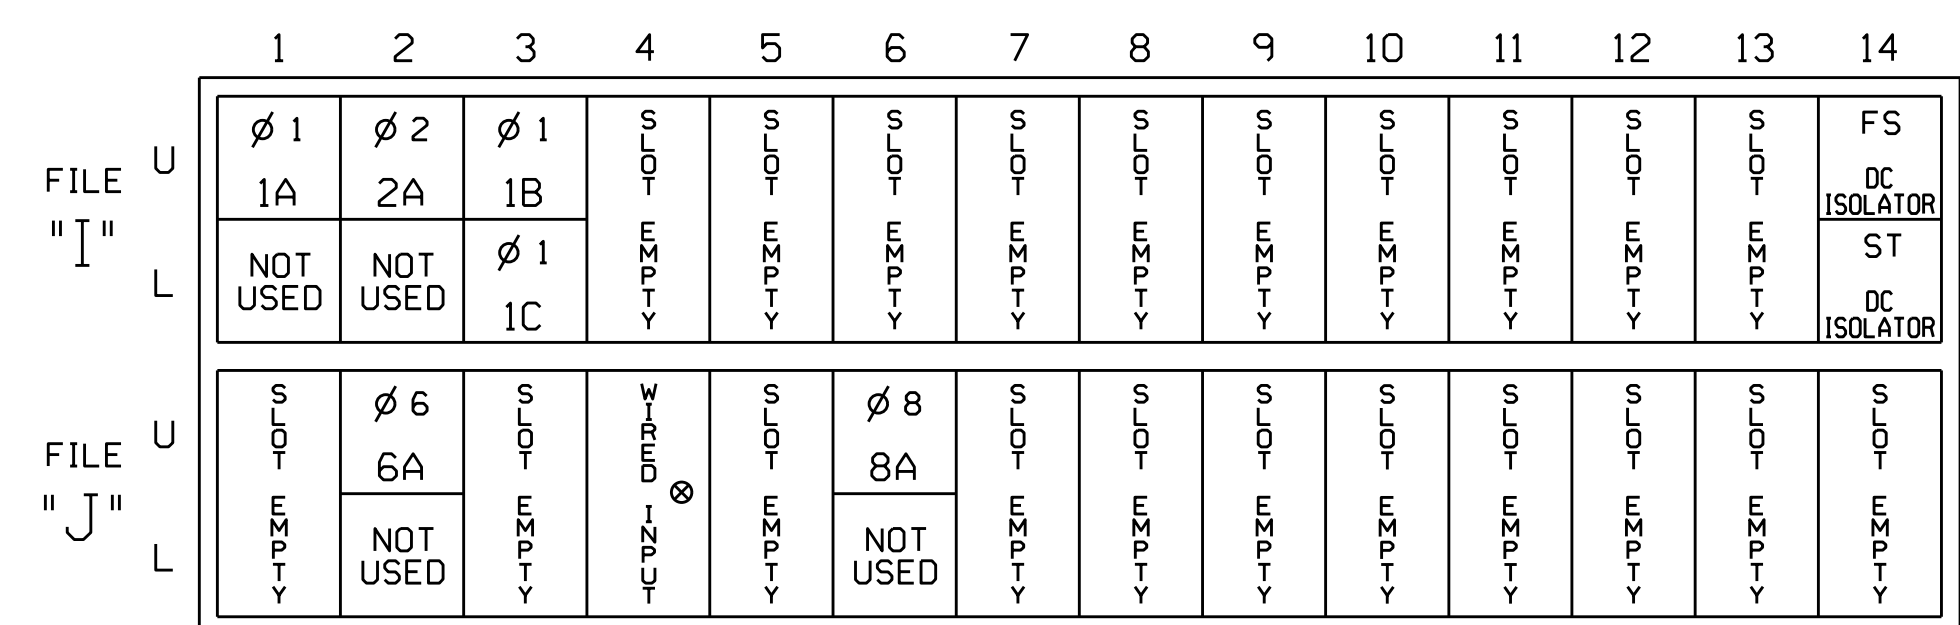 1 2 3 4 5 6 7 8 9 10 11 12 13 14
FILE "I"
U
L
Ø 1
1A
NOT
USED
Ø 2
2A
NOT
USED
Ø 1
1B
Ø 1
1C
SLOT EMPTY
SLOT EMPTY
SLOT EMPTY
SLOT EMPTY
SLOT EMPTY
SLOT EMPTY
SLOT EMPTY
SLOT EMPTY
SLOT EMPTY
SLOT EMPTY
FS
DC
ISOLATOR
ST
DC
ISOLATOR
FILE "J"
U
L
SLOT EMPTY
Ø 6
6A
NOT
USED
SLOT EMPTY
WIRED INPUT
SLOT EMPTY
Ø 8
8A
NOT
USED
SLOT EMPTY
SLOT EMPTY
SLOT EMPTY
SLOT EMPTY
SLOT EMPTY
SLOT EMPTY
SLOT EMPTY
SLOT EMPTY